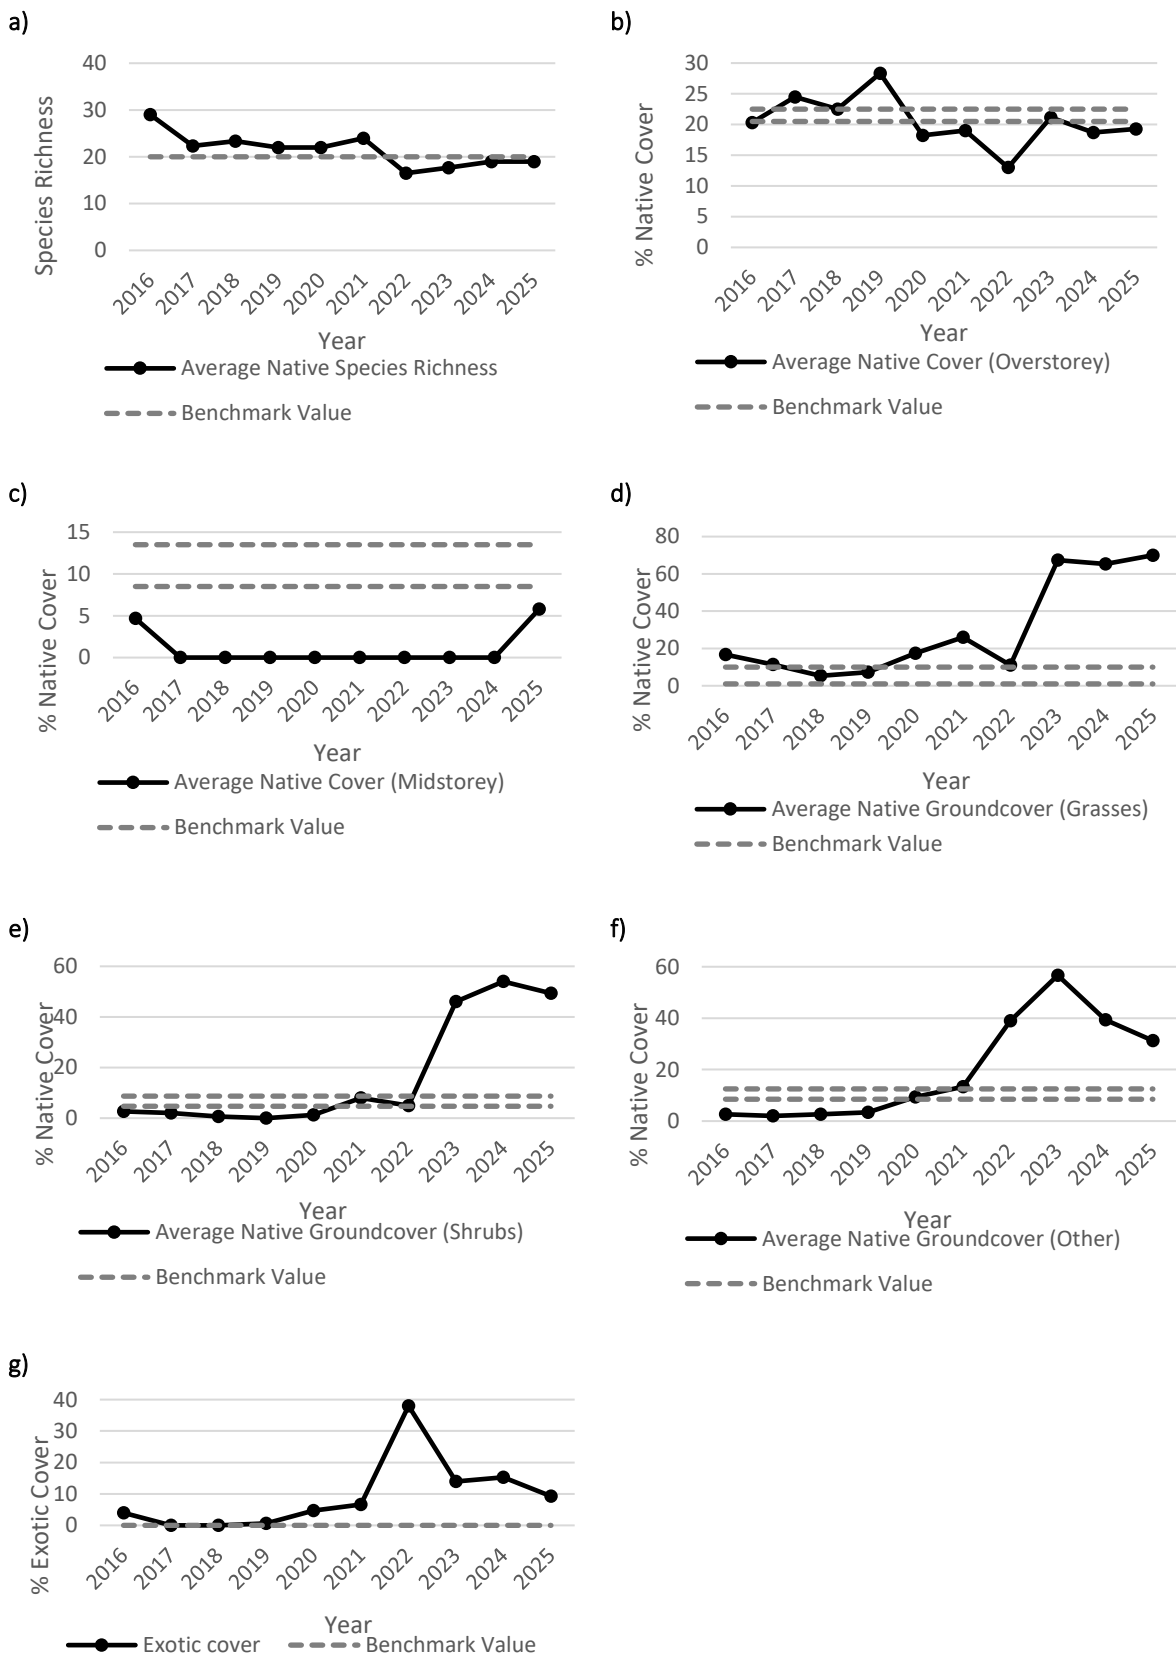 a)
40
30
20
10
0
Species Richness
2016 2017 2018 2019 2020 2021 2022 2023 2024 2025
Year
Average Native Species Richness
Benchmark Value
b)
30
25
20
15
10
5
0
% Native Cover
2016 2017 2018 2019 2020 2021 2022 2023 2024 2025
Year
Average Native Cover (Overstorey)
Benchmark Value
c)
15
10
5
0
% Native Cover
2016 2017 2018 2019 2020 2021 2022 2023 2024 2025
Year
Average Native Cover (Midstorey)
Benchmark Value
d)
80
60
40
20
0
% Native Cover
2016 2017 2018 2019 2020 2021 2022 2023 2024 2025
Year
Average Native Groundcover (Grasses)
Benchmark Value
e)
60
40
20
0
% Native Cover
2016 2017 2018 2019 2020 2021 2022 2023 2024 2025
Year
Average Native Groundcover (Shrubs)
Benchmark Value
f)
60
40
20
0
% Native Cover
2016 2017 2018 2019 2020 2021 2022 2023 2024 2025
Year
Average Native Groundcover (Other)
Benchmark Value
g)
40
30
20
10
0
% Exotic Cover
2016 2017 2018 2019 2020 2021 2022 2023 2024 2025
Year
Exotic cover Benchmark Value